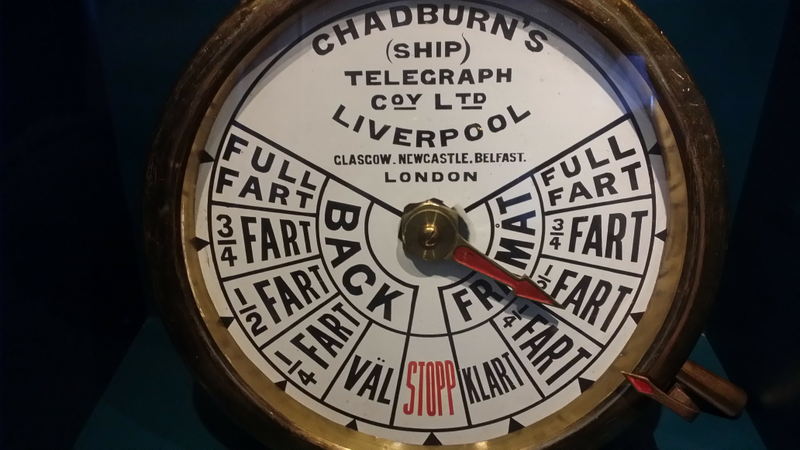 CHADBURN'S
(SHIP)
TELEGRAPH
COY LTD
LIVERPOOL
GLASGOW. NEWCASTLE. BELFAST.
LONDON
FULL
FART
3/4 FART
1/2 FART
1/4 FART
VÄL
STOPP
KLART
1/4 FART
1/2 FART
3/4 FART
FULL
FART
BACK
FRAMÅT